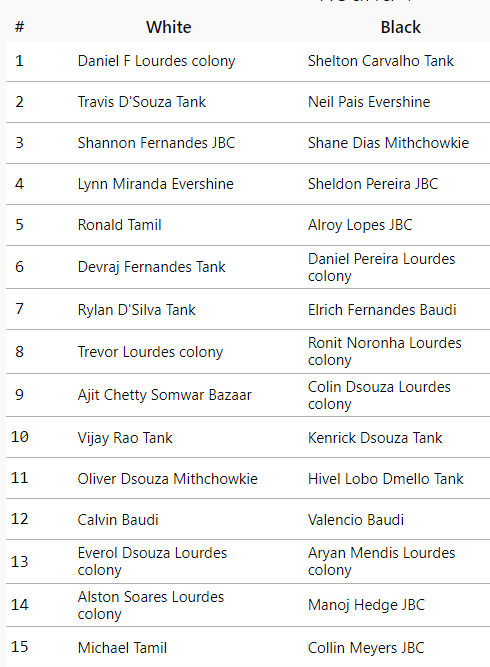 # White Black
1 Daniel F Lourdes colony Shelton Carvalho Tank
2 Travis D'Souza Tank Neil Pais Evershine
3 Shannon Fernandes JBC Shane Dias Mithchowkie
4 Lynn Miranda Evershine Sheldon Pereira JBC
5 Ronald Tamil Alroy Lopes JBC
6 Devraj Fernandes Tank Daniel Pereira Lourdes
colony
7 Rylan D'Silva Tank Elrich Fernandes Baudi
8 Trevor Lourdes colony Ronit Noronha Lourdes
colony
9 Ajit Chetty Somwar Bazaar Colin Dsouza Lourdes
colony
10 Vijay Rao Tank Kenrick Dsouza Tank
11 Oliver Dsouza Mithchowkie Hivel Lobo Dmello Tank
12 Calvin Baudi Valencio Baudi
13 Everol Dsouza Lourdes Aryan Mendis Lourdes
colony colony
14 Alston Soares Lourdes Manoj Hedge JBC
colony
15 Michael Tamil Collin Meyers JBC